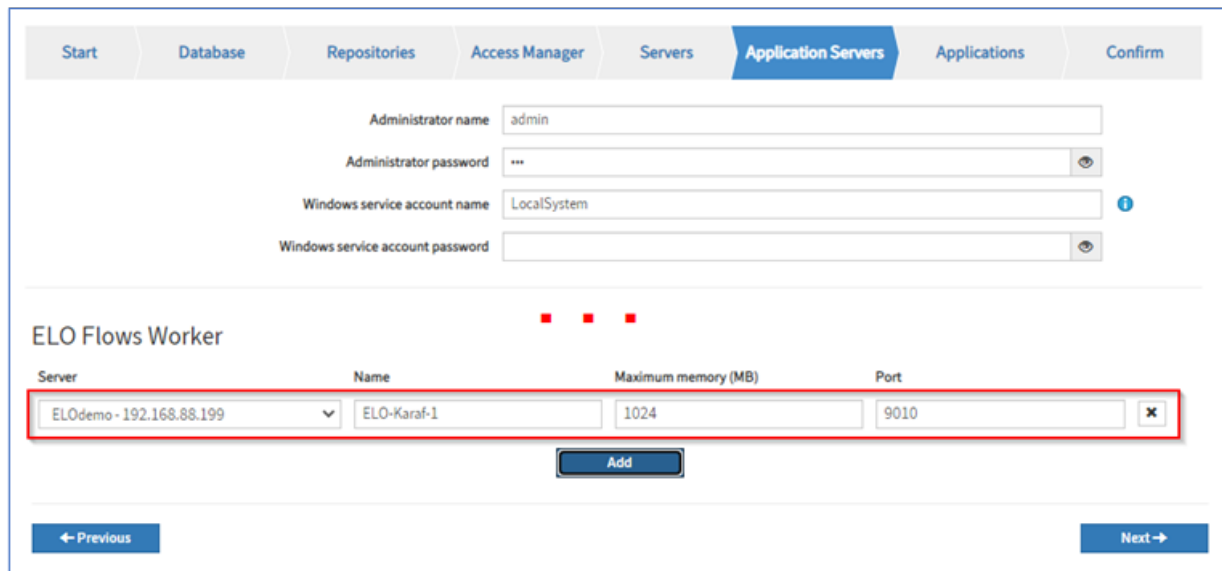 Start Database Repositories Access Manager Servers Application Servers Applications Confirm
Administrator name admin
Administrator password •••
Windows service account name LocalSystem
Windows service account password
ELO Flows Worker
Server Name Maximum memory (MB) Port
ELOdemo - 192.168.88.199 ELO-Karaf-1 1024 9010
Add
Previous Next